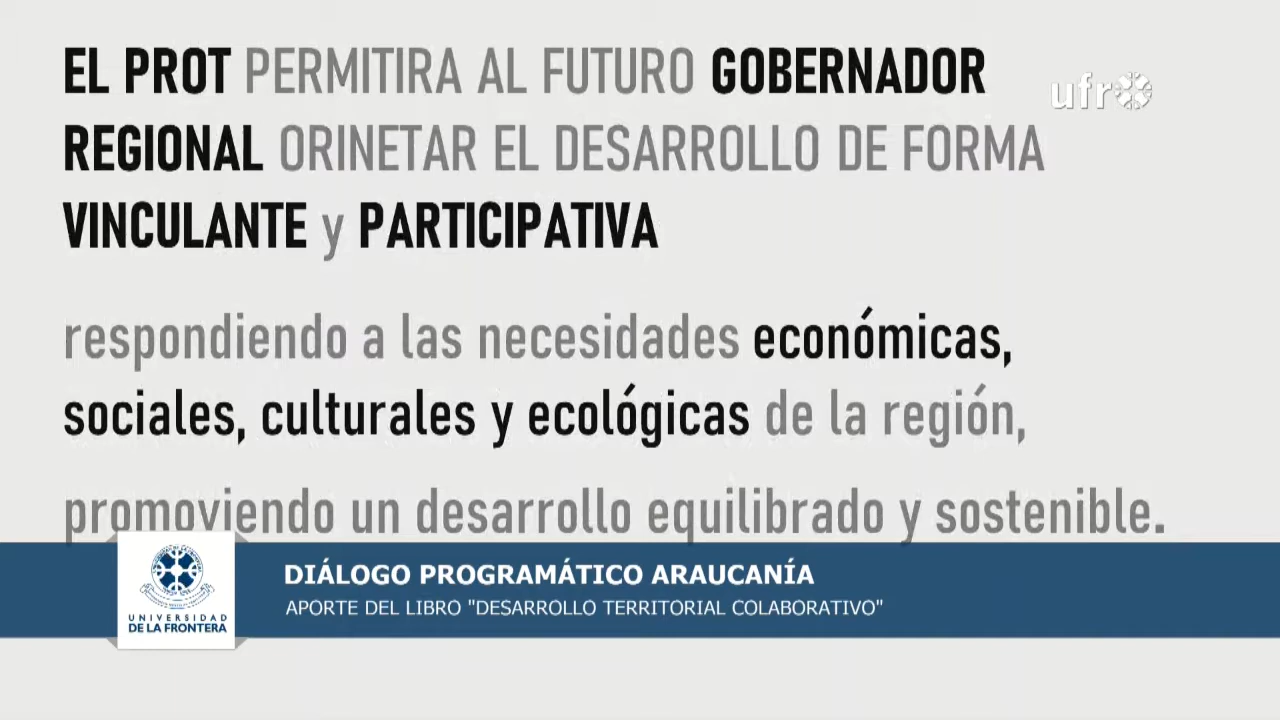 EL PROT PERMITIRA AL FUTURO GOBERNADOR
ufro
REGIONAL ORINETAR EL DESARROLLO DE FORMA
VINCULANTE y PARTICIPATIVA
respondiendo a las necesidades económicas,
sociales, culturales y ecológicas de la región,
promoviendo un desarrollo equilibrado y sostenible.
DIÁLOGO PROGRAMÁTICO ARAUCANÍA
APORTE DEL LIBRO "DESARROLLO TERRITORIAL COLABORATIVO"
UNIVERSIDAD
DE LA FRONTERA